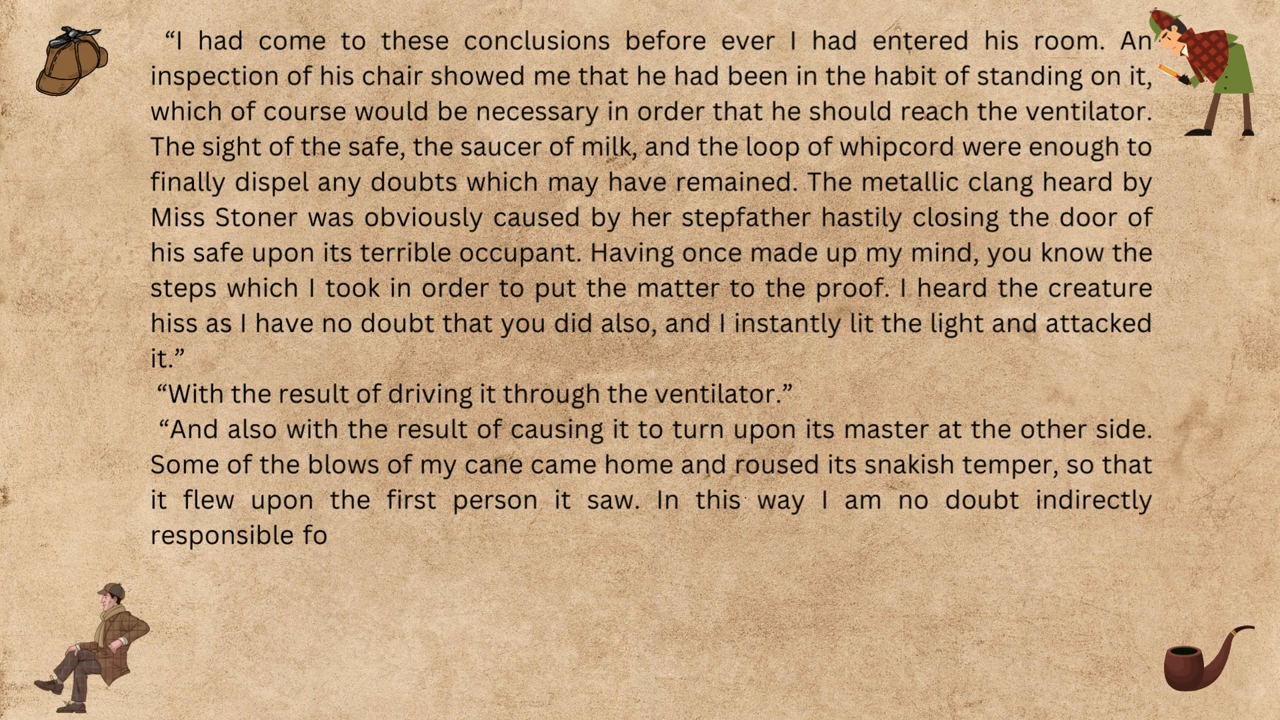 “I had come to these conclusions before ever I had entered his room. An
inspection of his chair showed me that he had been in the habit of standing on it,
which of course would be necessary in order that he should reach the ventilator.
The sight of the safe, the saucer of milk, and the loop of whipcord were enough to
finally dispel any doubts which may have remained. The metallic clang heard by
Miss Stoner was obviously caused by her stepfather hastily closing the door of
his safe upon its terrible occupant. Having once made up my mind, you know the
steps which I took in order to put the matter to the proof. I heard the creature
hiss as I have no doubt that you did also, and I instantly lit the light and attacked
it.”
“With the result of driving it through the ventilator.”
“And also with the result of causing it to turn upon its master at the other side.
Some of the blows of my cane came home and roused its snakish temper, so that
it flew upon the first person it saw. In this way I am no doubt indirectly
responsible fo